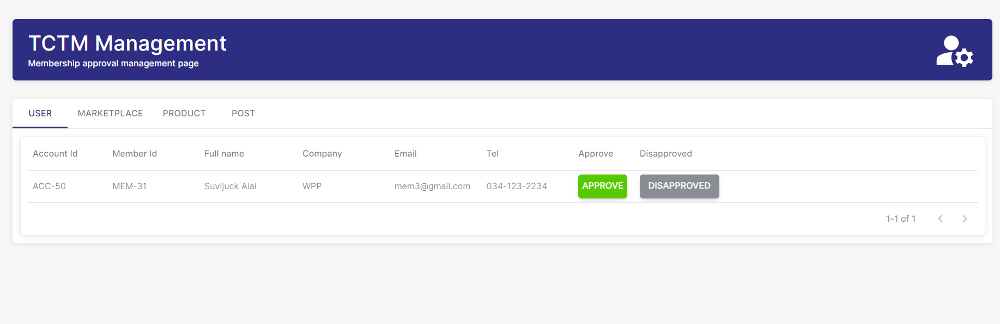 TCTM Management
Membership approval management page
USER MARKETPLACE PRODUCT POST
Account Id Member Id Full name Company Email Tel Approve Disapproved
ACC-50 MEM-31 Suvijuck Aiai WPP mem3@gmail.com 034-123-2234 APPROVE DISAPPROVED
1–1 of 1